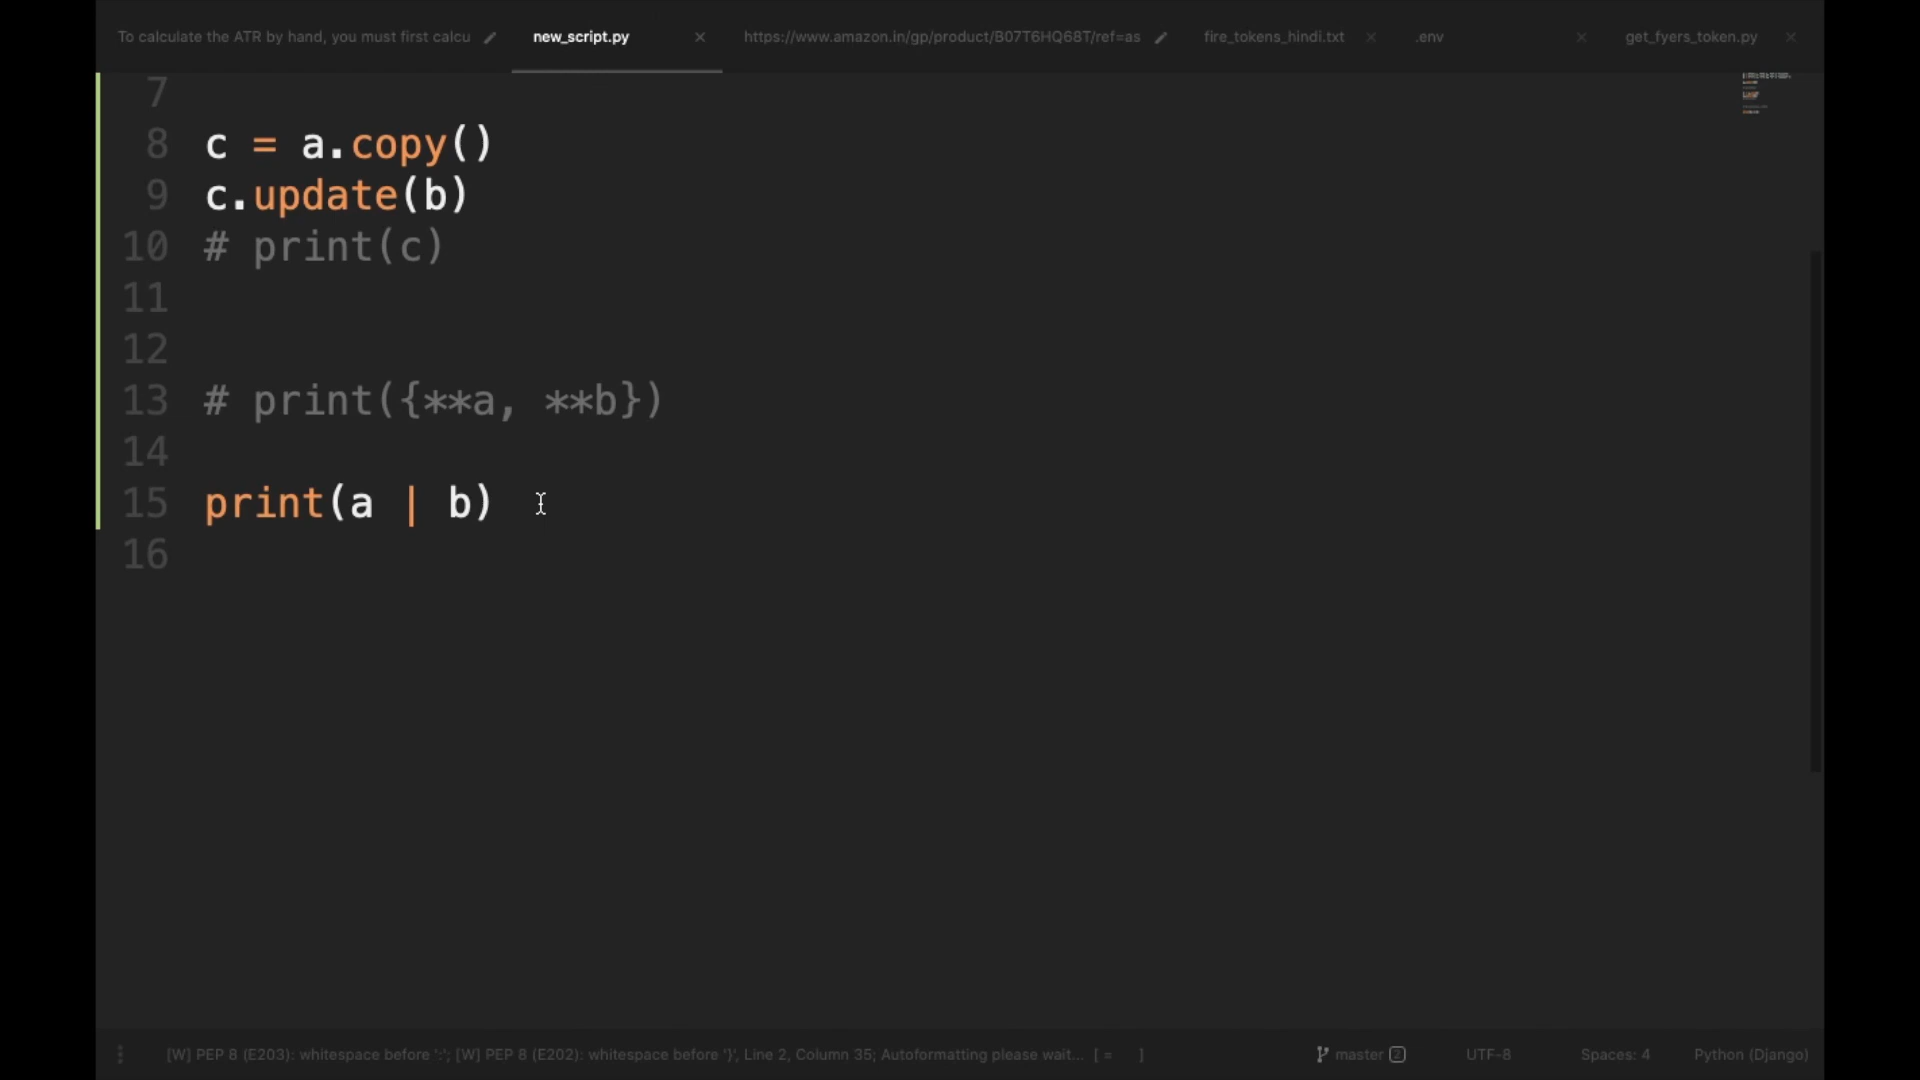 To calculate the ATR by hand, you must first calcu
new_script.py
https://www.amazon.in/gp/product/B07T6HQ68T/ref=as
fire_tokens_hindi.txt
.env
get_fyers_token.py
7
8 c = a.copy()
9 c.update(b)
10 # print(c)
11
12
13 # print({**a, **b})
14
15 print(a | b)
16
[W] PEP 8 (E203): whitespace before ':'; [W] PEP 8 (E202): whitespace before '}', Line 2, Column 35; Autoformatting please wait... [ = ]
master 2
UTF-8
Spaces: 4
Python (Django)